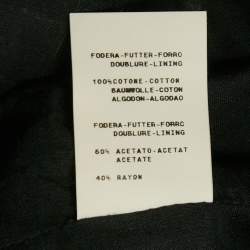 FODERA-FUTTER-FORRO
DOUBLURE-LINING
100%COTONE-COTTON
BAUMWOLLE-COTON
ALGODON-ALGODAO
FODERA-FUTTER-FORRO
DOUBLURE-LINING
60% ACETATO-ACETAT
ACETATE
40% RAYON